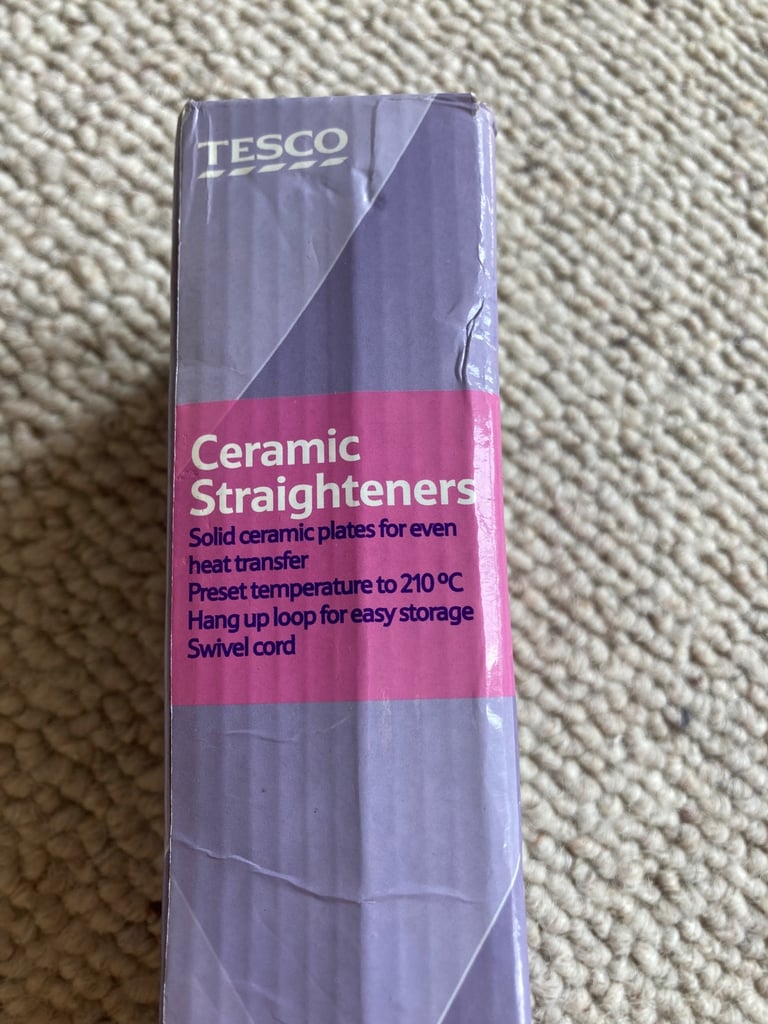 TESCO
Ceramic
Straighteners
Solid ceramic plates for even
heat transfer
Preset temperature to 210 ºC
Hang up loop for easy storage
Swivel cord